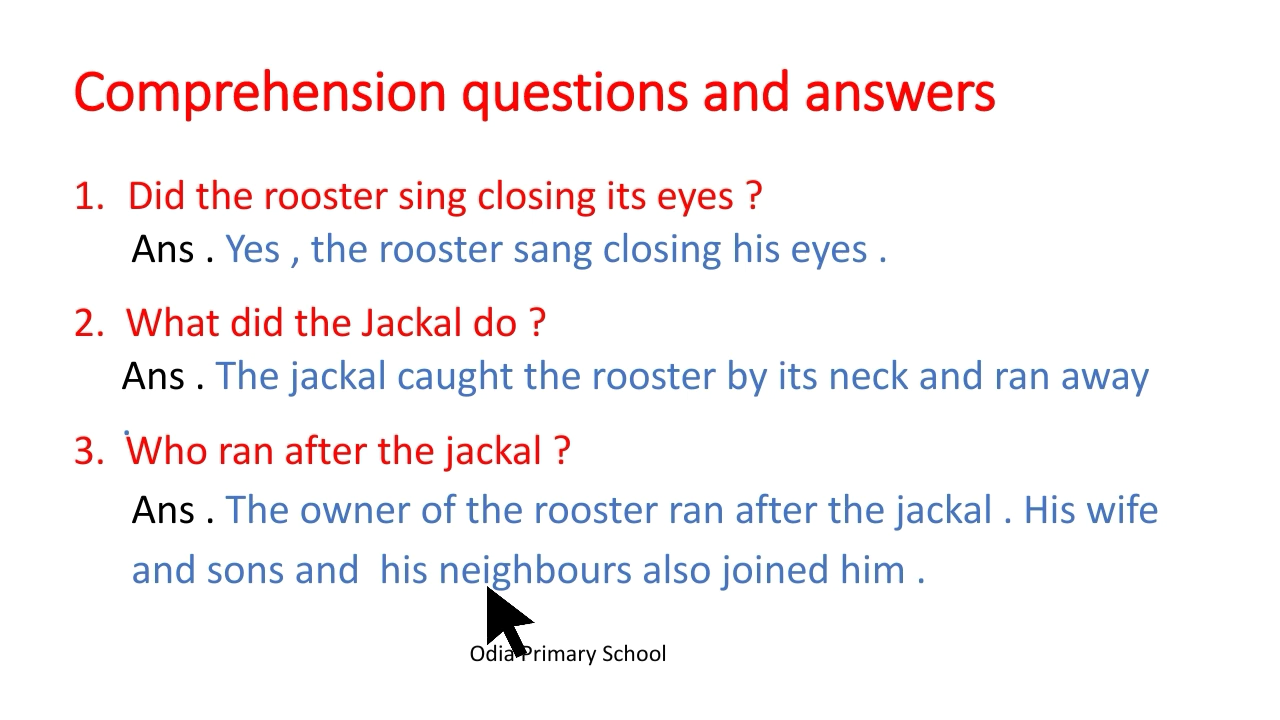 Comprehension questions and answers
1. Did the rooster sing closing its eyes ?
Ans . Yes , the rooster sang closing his eyes .
2. What did the Jackal do ?
Ans . The jackal caught the rooster by its neck and ran away
.
3. Who ran after the jackal ?
Ans . The owner of the rooster ran after the jackal . His wife
and sons and his neighbours also joined him .
Odia Primary School